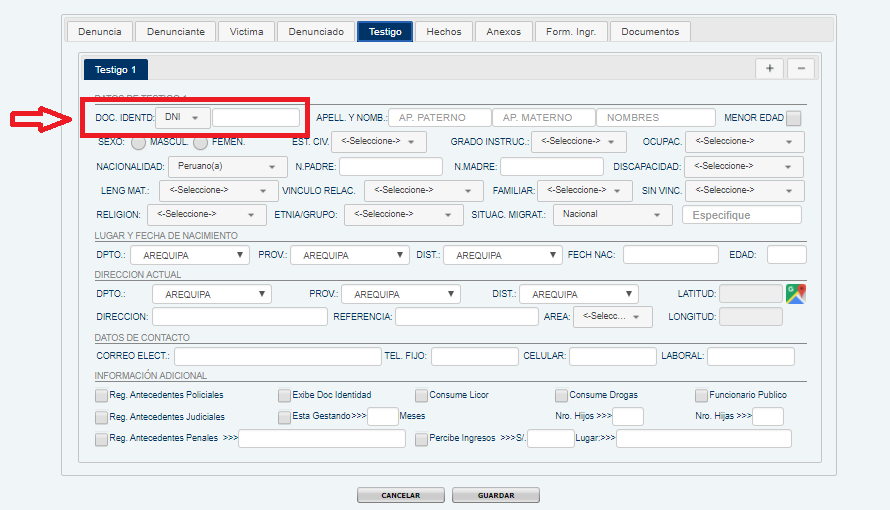 Denuncia Denunciante Victima Denunciado Testigo Hechos Anexos Form. Ingr. Documentos
Testigo 1 + −
DATOS DE TESTIGO 1
DOC. IDENTD: DNI APELL. Y NOMB.: AP. PATERNO AP. MATERNO NOMBRES MENOR EDAD
SEXO: MASCUL. FEMEN. EST. CIV. <-Seleccione-> GRADO INSTRUC.: <-Seleccione-> OCUPAC. <-Seleccione->
NACIONALIDAD: Peruano(a) N.PADRE: N.MADRE: DISCAPACIDAD: <-Seleccione->
LENG MAT.: <-Seleccione-> VINCULO RELAC. <-Seleccione-> FAMILIAR: <-Seleccione-> SIN VINC. <-Seleccione->
RELIGION: <-Seleccione-> ETNIA/GRUPO: <-Seleccione-> SITUAC. MIGRAT.: Nacional Especifique
LUGAR Y FECHA DE NACIMIENTO
DPTO.: AREQUIPA PROV.: AREQUIPA DIST.: AREQUIPA FECH NAC: EDAD:
DIRECCION ACTUAL
DPTO.: AREQUIPA PROV.: AREQUIPA DIST.: AREQUIPA LATITUD: G
DIRECCION: REFERENCIA: AREA: <-Selecc... LONGITUD:
DATOS DE CONTACTO
CORREO ELECT.: TEL. FIJO: CELULAR: LABORAL:
INFORMACIÓN ADICIONAL
Reg. Antecedentes Policiales Exibe Doc Identidad Consume Licor Consume Drogas Funcionario Publico
Reg. Antecedentes Judiciales Esta Gestando>>> Meses Nro. Hijos >>> Nro. Hijas >>>
Reg. Antecedentes Penales >>> Percibe Ingresos >>>S/. Lugar:>>>
CANCELAR GUARDAR